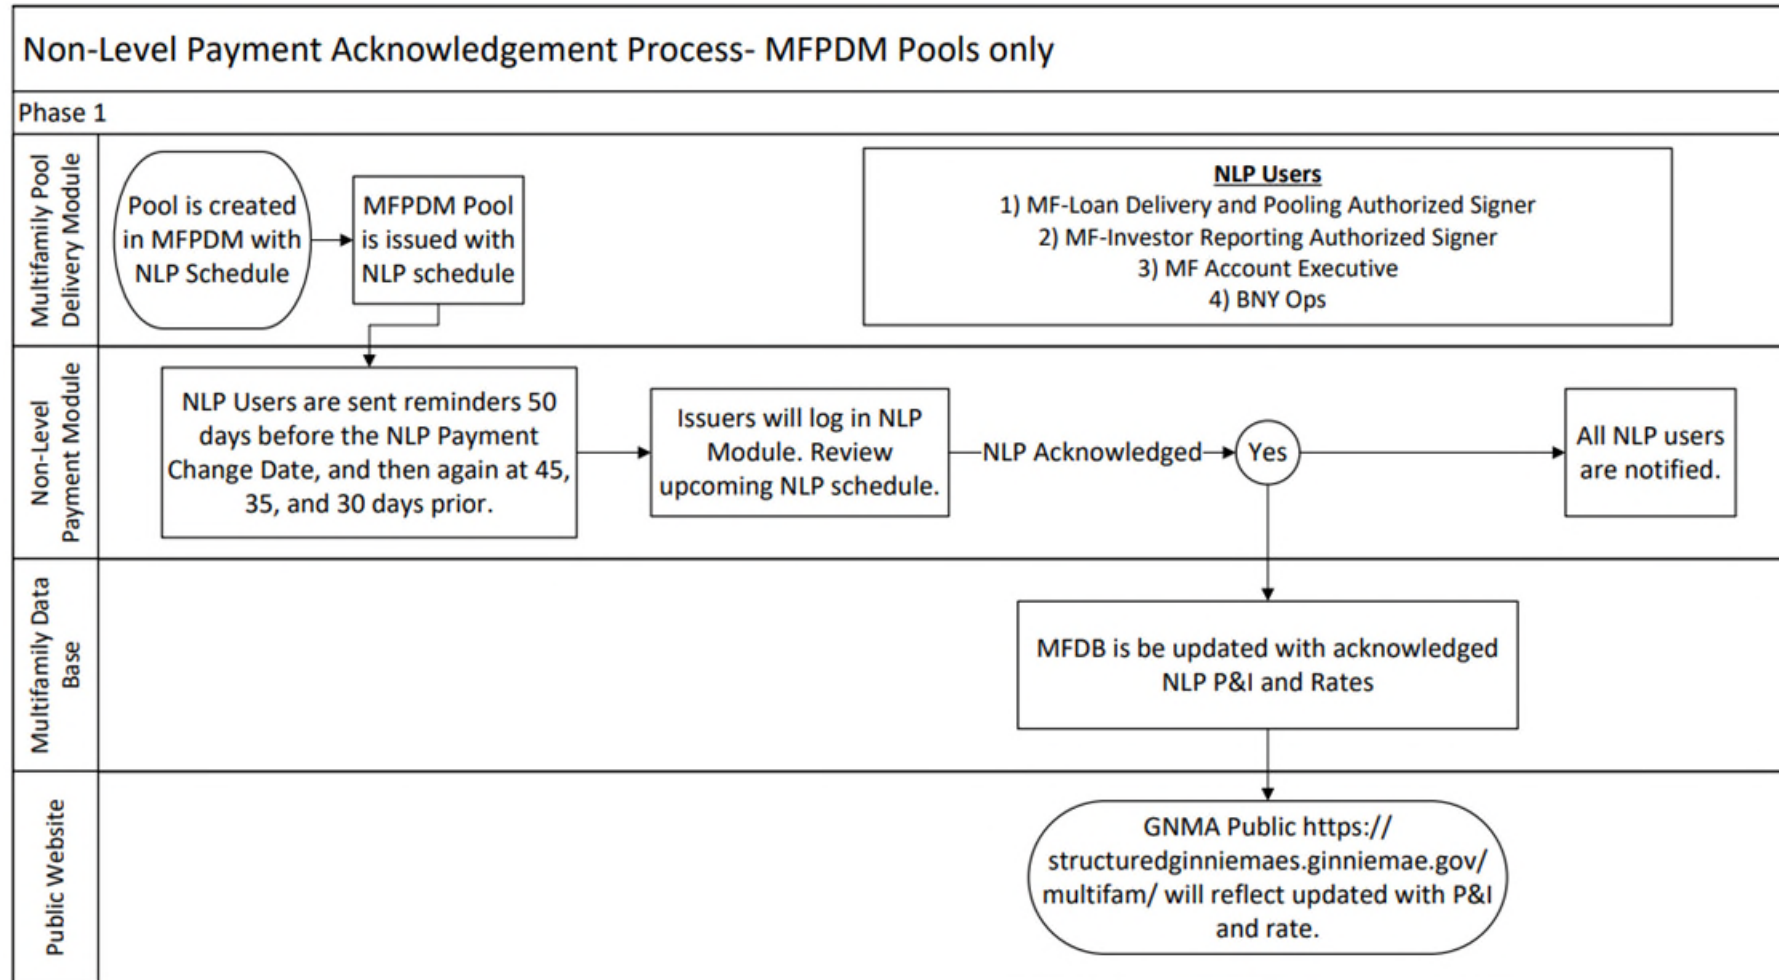 Non-Level Payment Acknowledgement Process- MFPDM Pools only
Phase 1
Multifamily Pool
Delivery Module
Pool is created
in MFPDM with
NLP Schedule
MFPDM Pool
is issued with
NLP schedule
NLP Users
1) MF-Loan Delivery and Pooling Authorized Signer
2) MF-Investor Reporting Authorized Signer
3) MF Account Executive
4) BNY Ops
Non-Level
Payment Module
NLP Users are sent reminders 50
days before the NLP Payment
Change Date, and then again at 45,
35, and 30 days prior.
Issuers will log in NLP
Module. Review
upcoming NLP schedule.
NLP Acknowledged
Yes
All NLP users
are notified.
Multifamily Data
Base
MFDB is be updated with acknowledged
NLP P&I and Rates
Public Website
GNMA Public https://
structuredginniemaes.ginniemae.gov/
multifam/ will reflect updated with P&I
and rate.